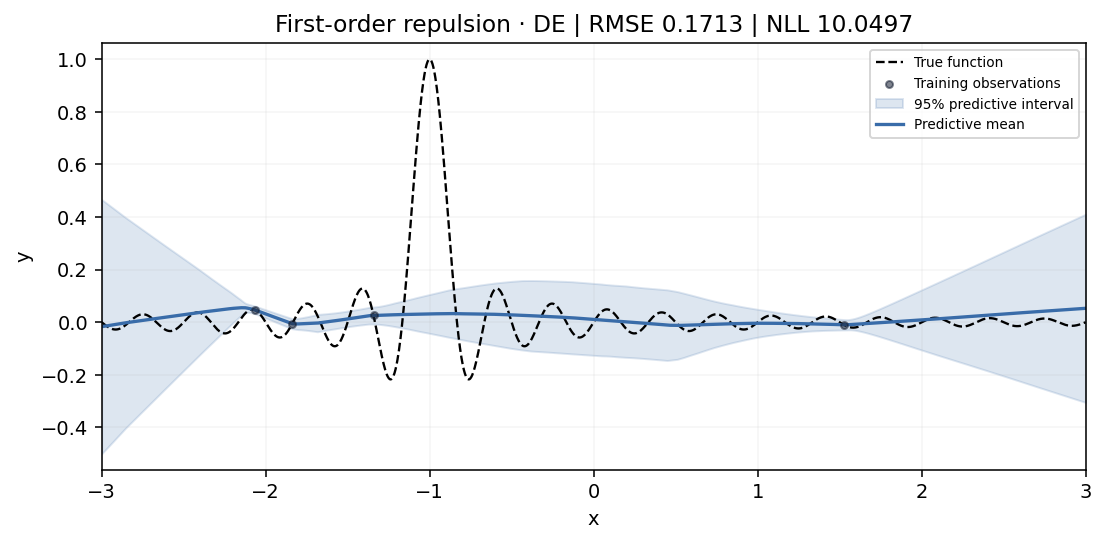 First-order repulsion · DE | RMSE 0.1713 | NLL 10.0497
True function
Training observations
95% predictive interval
Predictive mean
1.0
0.8
0.6
0.4
0.2
0.0
−0.2
−0.4
y
−3 −2 −1 0 1 2 3
x